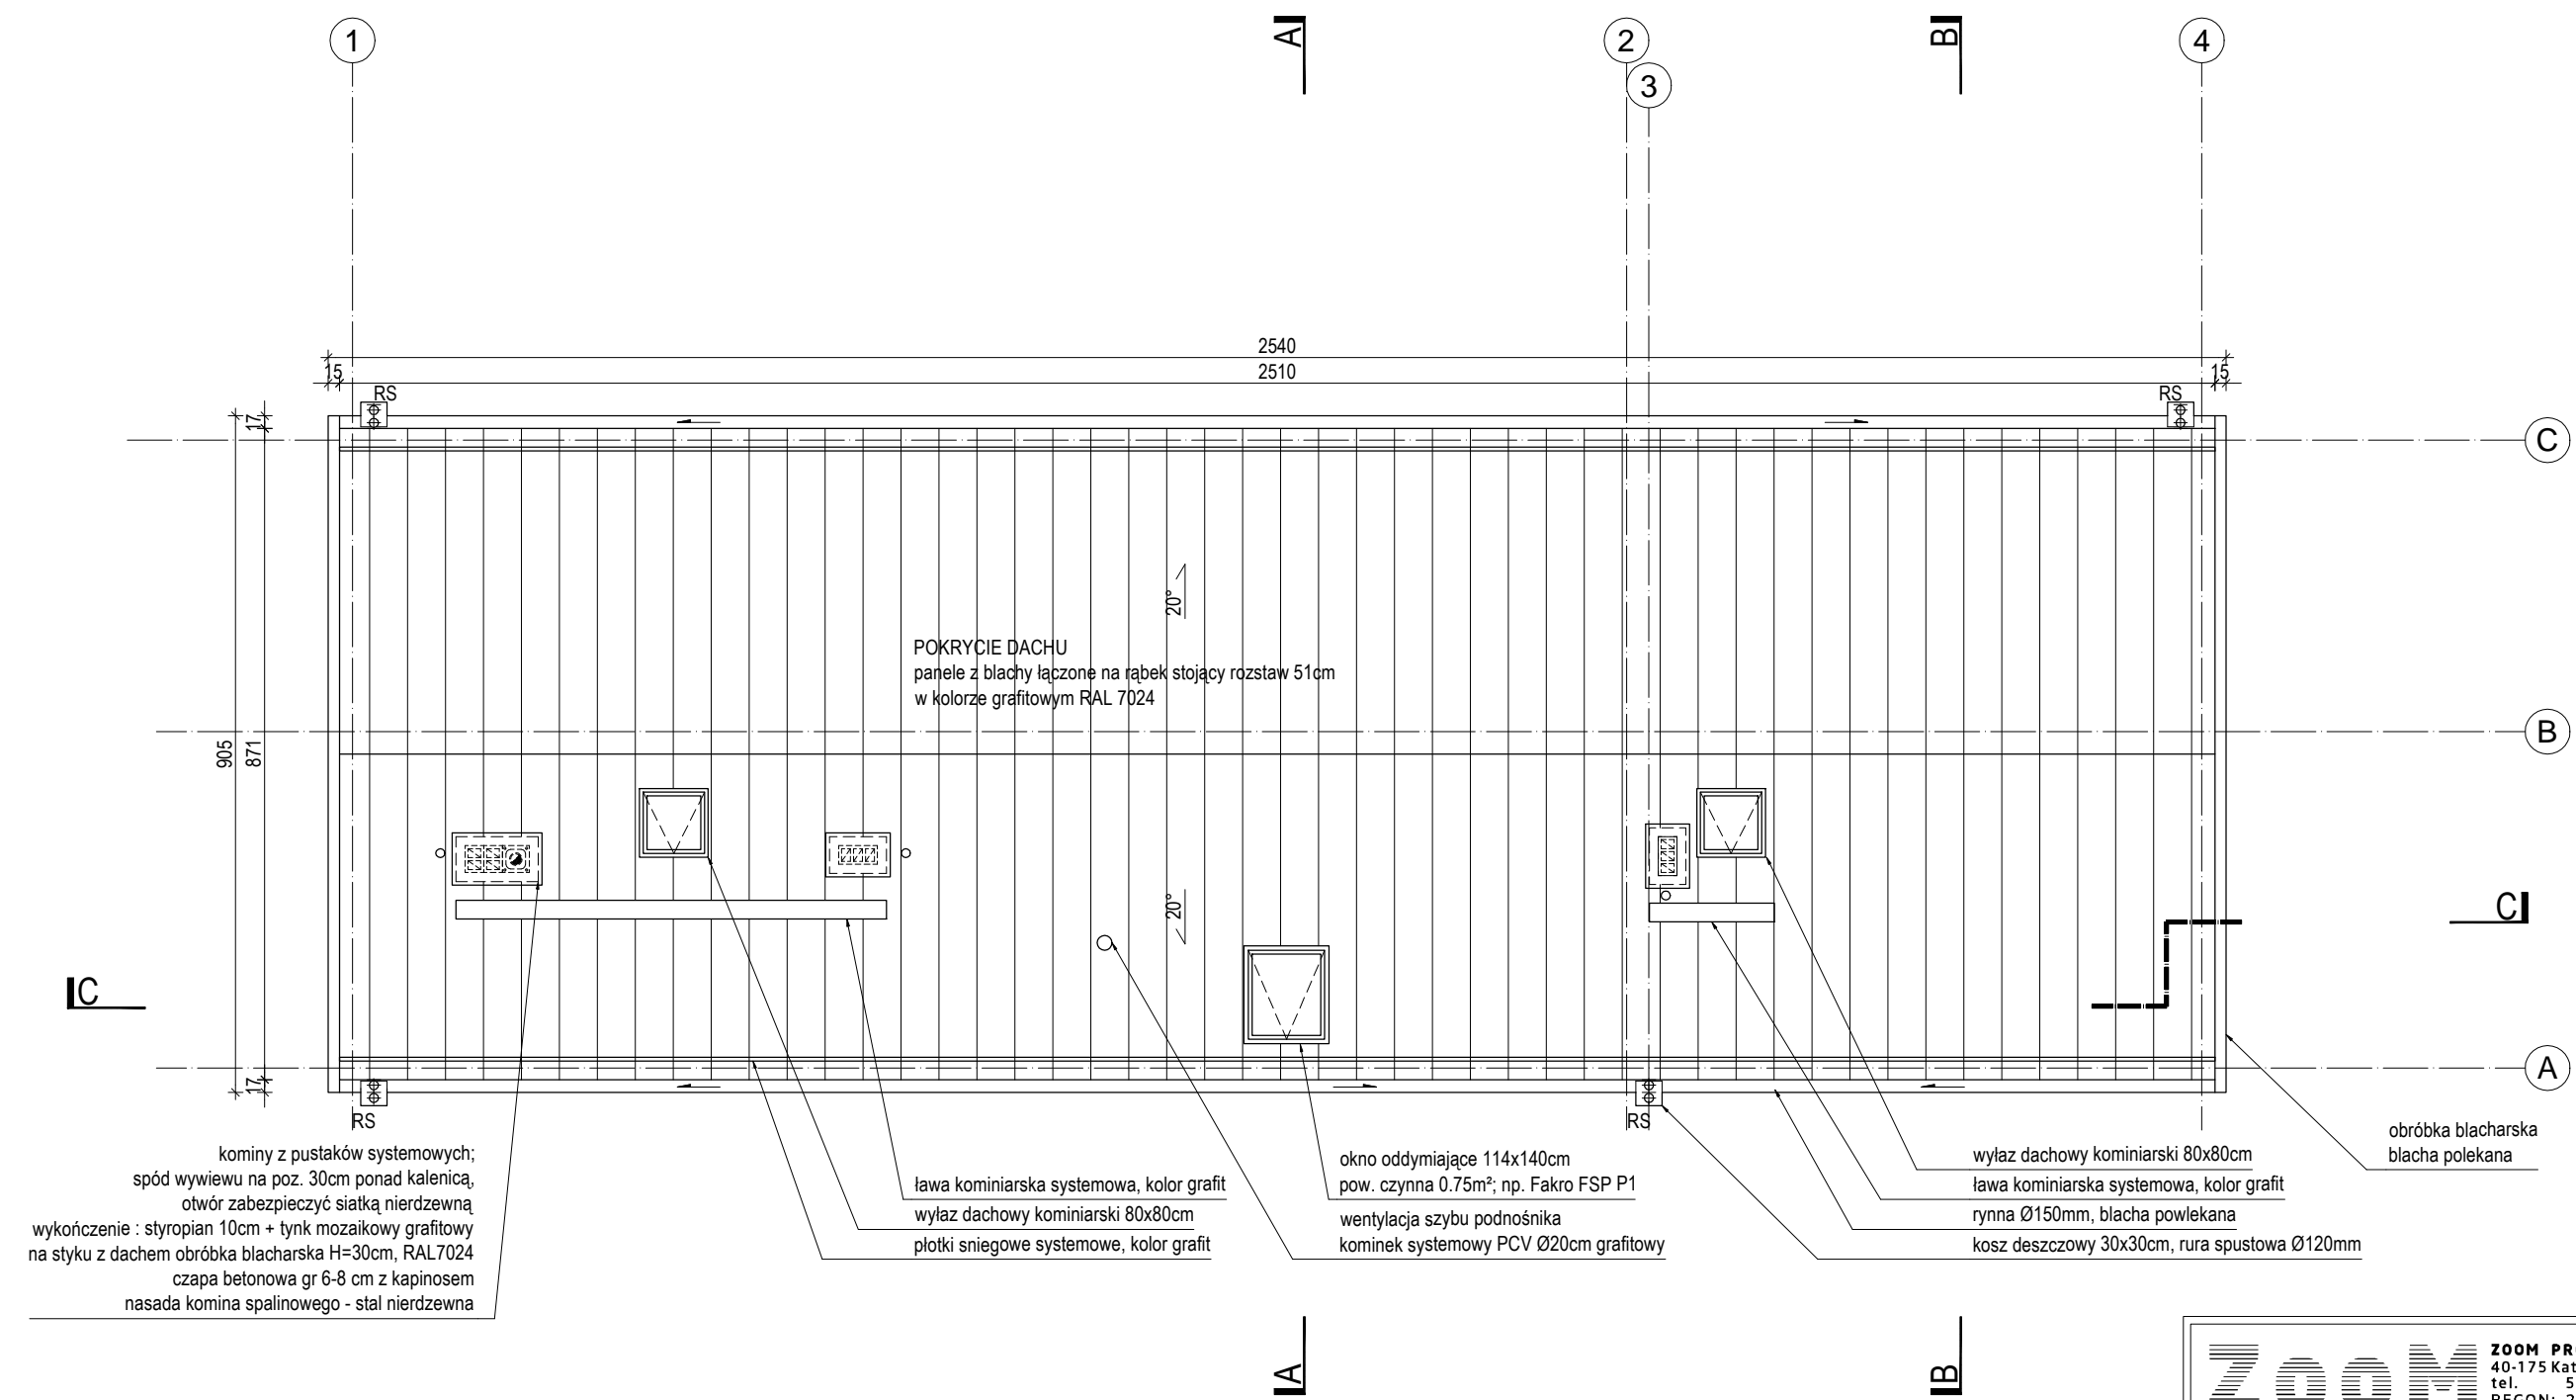 1
A
2
B
4
3
2540
15
2510
15
RS
RS
17
C
20°
POKRYCIE DACHU
panele z blachy łączone na rąbek stojący rozstaw 51cm
w kolorze grafitowym RAL 7024
B
905
871
20°
C
C
A
17
RS
RS
kominy z pustaków systemowych;
spód wywiewu na poz. 30cm ponad kalenicą,
otwór zabezpieczyć siatką nierdzewną
wykończenie : styropian 10cm + tynk mozaikowy grafitowy
na styku z dachem obróbka blacharska H=30cm, RAL7024
czapa betonowa gr 6-8 cm z kapinosem
nasada komina spalinowego - stal nierdzewna
ława kominiarska systemowa, kolor grafit
wyłaz dachowy kominiarski 80x80cm
płotki sniegowe systemowe, kolor grafit
okno oddymiające 114x140cm
pow. czynna 0.75m²; np. Fakro FSP P1
wentylacja szybu podnośnika
kominek systemowy PCV Ø20cm grafitowy
wyłaz dachowy kominiarski 80x80cm
ława kominiarska systemowa, kolor grafit
rynna Ø150mm, blacha powlekana
kosz deszczowy 30x30cm, rura spustowa Ø120mm
obróbka blacharska
blacha polekana
A
B
ZOOM
ZOOM PR
40-175 Kat
tel. 5
REGON: 2